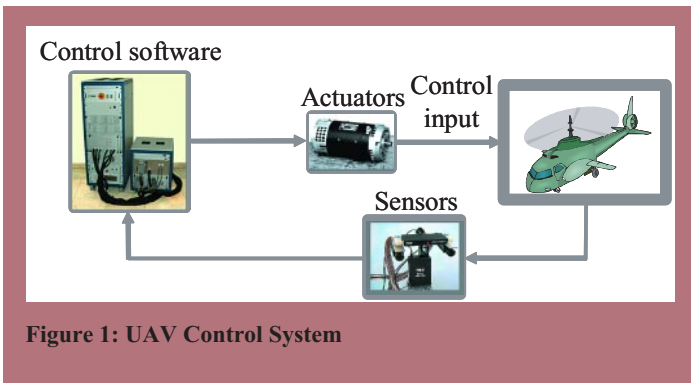 Control software
Actuators
Control
input
Sensors
Figure 1: UAV Control System